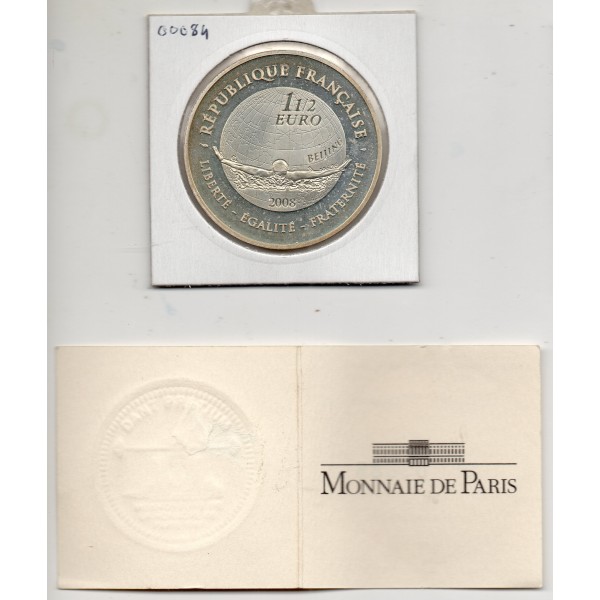 00084
RÉPUBLIQUE FRANÇAISE
1 1/2
EURO
BEIJING
2008
LIBERTÉ - ÉGALITÉ - FRATERNITÉ
MONNAIE DE PARIS